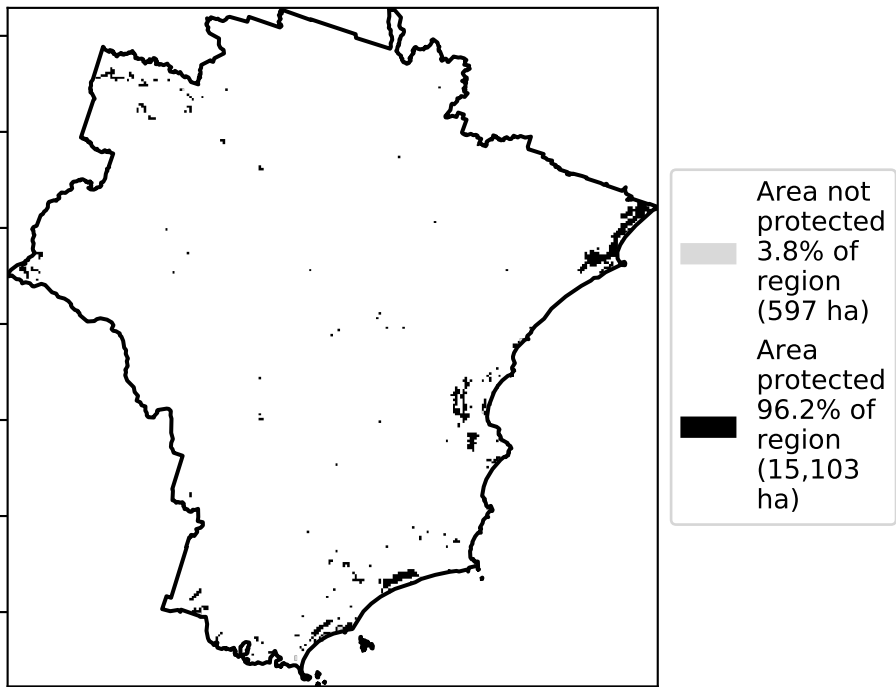 Area not
protected
3.8% of
region
(597 ha)
Area
protected
96.2% of
region
(15,103
ha)